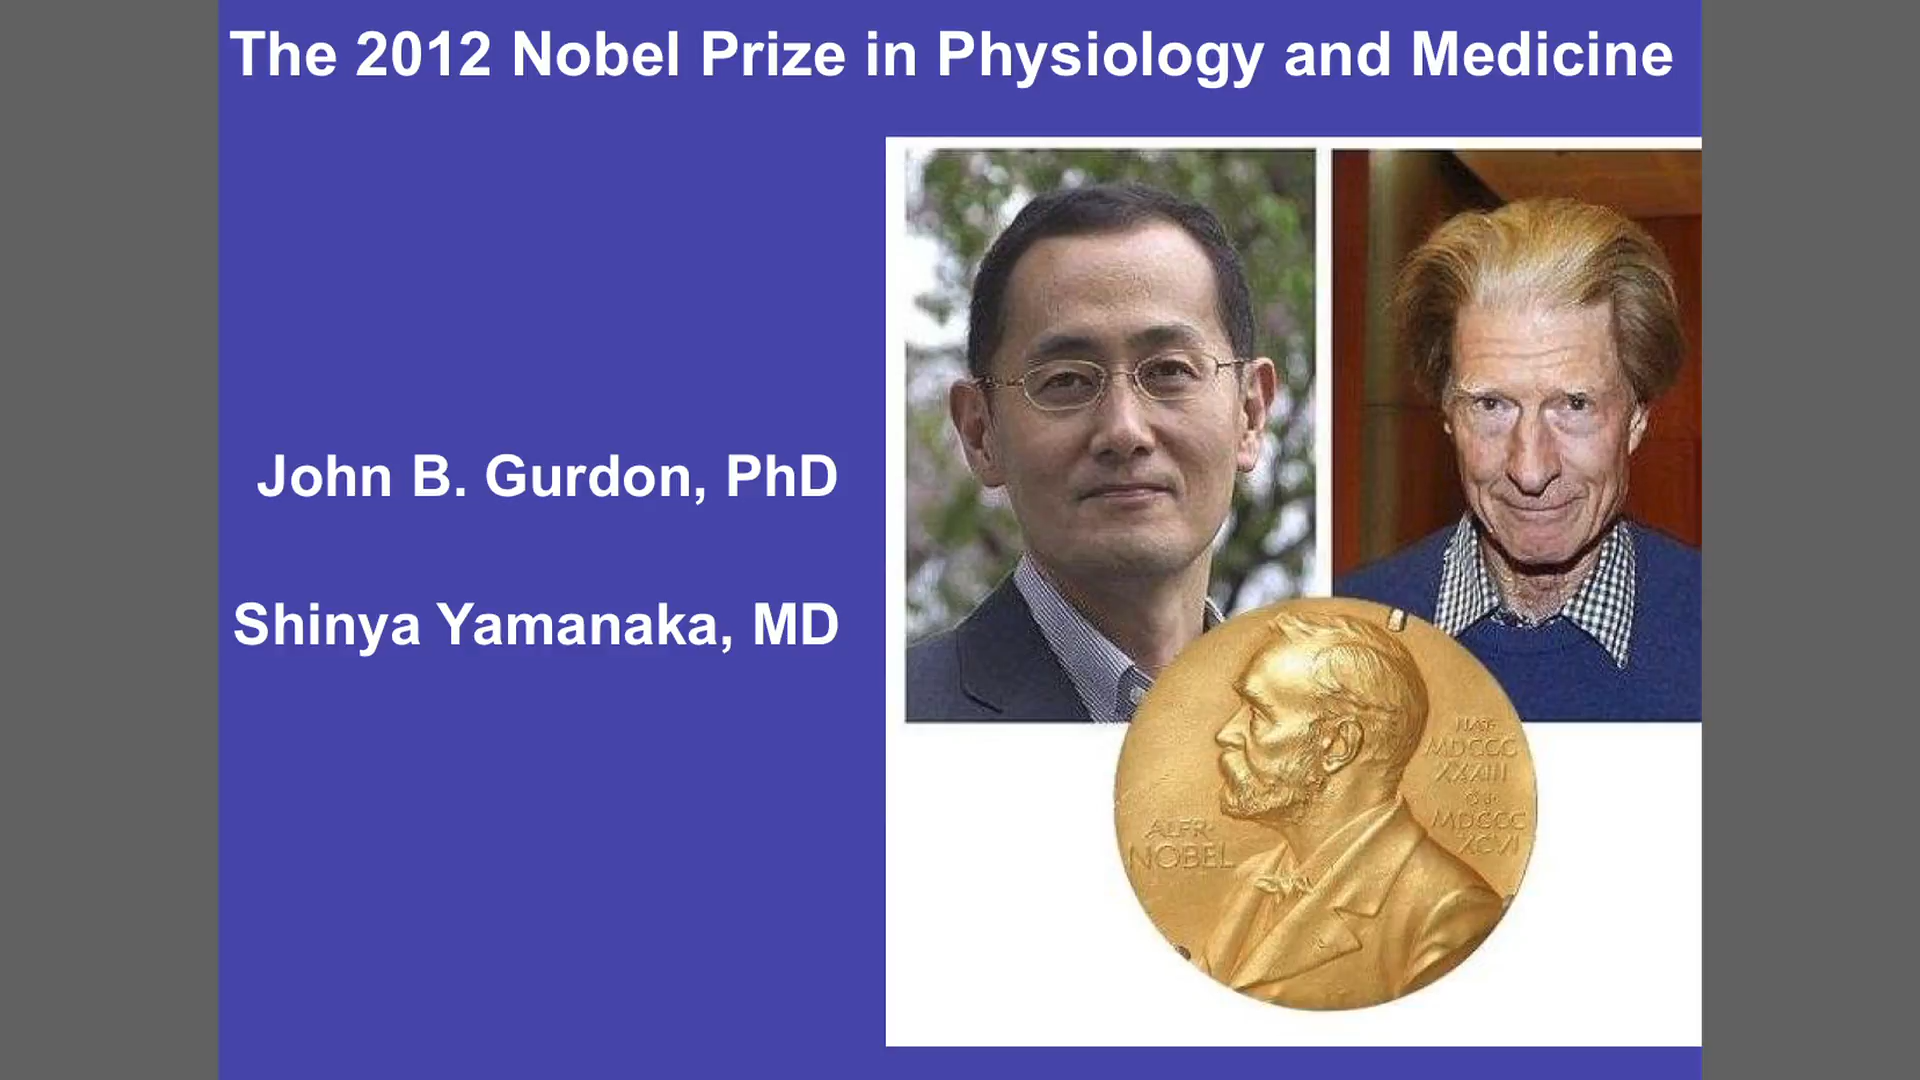 The 2012 Nobel Prize in Physiology and Medicine
John B. Gurdon, PhD
Shinya Yamanaka, MD
NAT·
MDCCC
XXXIII
OB·
MDCCC
XCVI
ALFR·
NOBEL